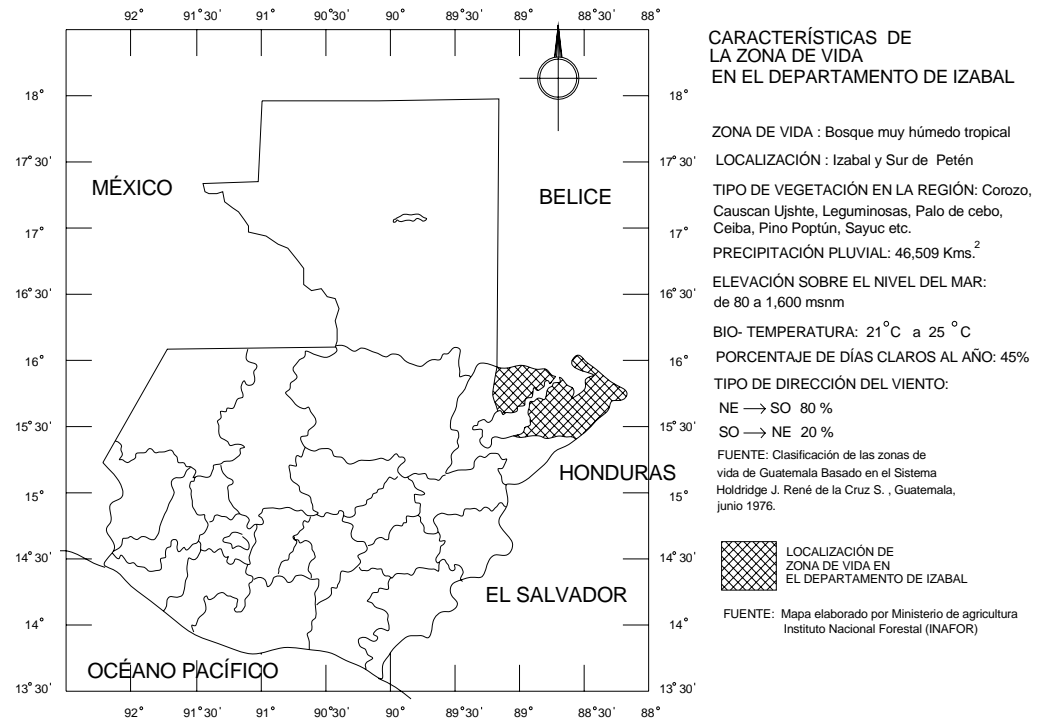 92° 91° 30' 91° 90° 30' 90° 89° 30' 89° 88° 30' 88°
18° 18°
17° 30' 17° 30'
17° 17°
16° 30' 16° 30'
16° 16°
15° 30' 15° 30'
15° 15°
14° 30' 14° 30'
14° 14°
13° 30' 13° 30'
92° 91° 30' 91° 90° 30' 90° 89° 30' 89° 88° 30' 88°
MÉXICO
BELICE
HONDURAS
EL SALVADOR
OCÉANO PACÍFICO
CARACTERÍSTICAS DE
LA ZONA DE VIDA
EN EL DEPARTAMENTO DE IZABAL
ZONA DE VIDA : Bosque muy húmedo tropical
LOCALIZACIÓN : Izabal y Sur de Petén
TIPO DE VEGETACIÓN EN LA REGIÓN: Corozo,
Causcan Ujshte, Leguminosas, Palo de cebo,
Ceiba, Pino Poptún, Sayuc etc.
PRECIPITACIÓN PLUVIAL: 46,509 Kms.²
ELEVACIÓN SOBRE EL NIVEL DEL MAR:
de 80 a 1,600 msnm
BIO- TEMPERATURA: 21°C a 25 °C
PORCENTAJE DE DÍAS CLAROS AL AÑO: 45%
TIPO DE DIRECCIÓN DEL VIENTO:
NE → SO 80 %
SO → NE 20 %
FUENTE: Clasificación de las zonas de
vida de Guatemala Basado en el Sistema
Holdridge J. René de la Cruz S. , Guatemala,
junio 1976.
LOCALIZACIÓN DE
ZONA DE VIDA EN
EL DEPARTAMENTO DE IZABAL
FUENTE: Mapa elaborado por Ministerio de agricultura
Instituto Nacional Forestal (INAFOR)